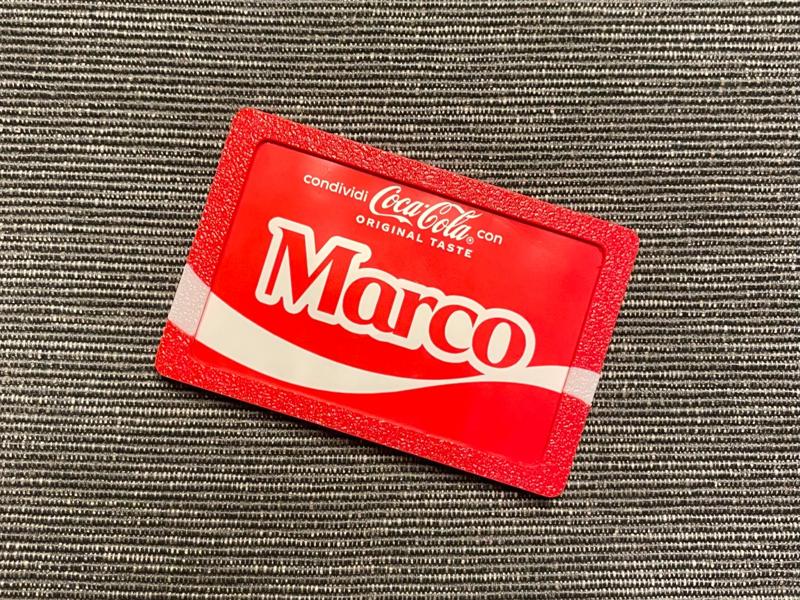 condividi Coca-Cola® con
ORIGINAL TASTE
Marco